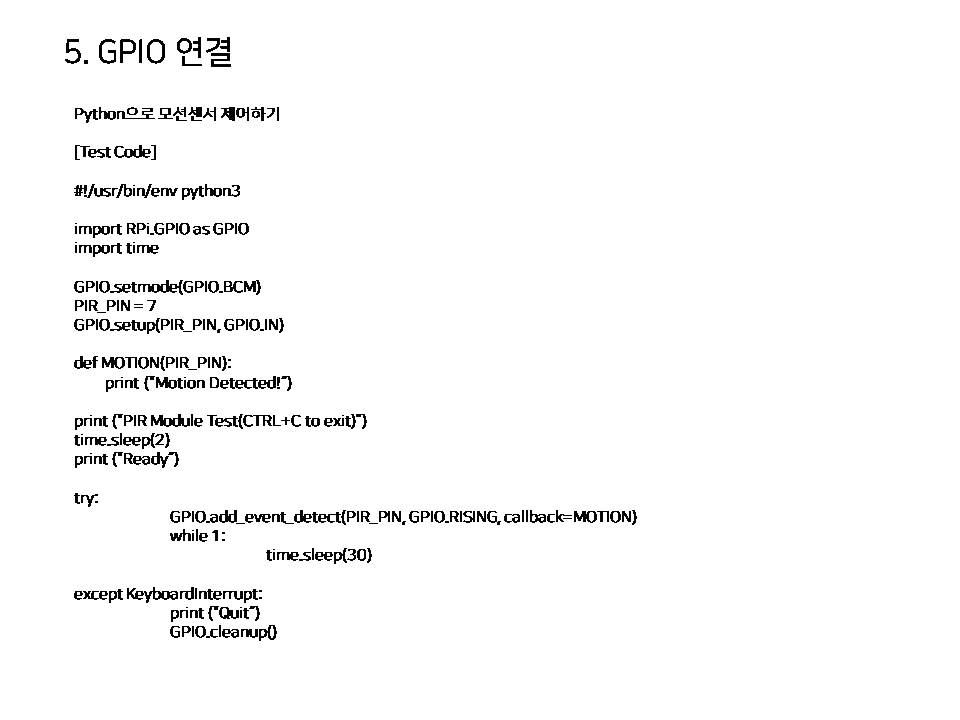 5. GPIO 연결
Python으로 모션센서 제어하기
[Test Code]
#!/usr/bin/env python3
import RPi.GPIO as GPIO
import time
GPIO.setmode(GPIO.BCM)
PIR_PIN = 7
GPIO.setup(PIR_PIN, GPIO.IN)
def MOTION(PIR_PIN):
print ("Motion Detected!")
print ("PIR Module Test(CTRL+C to exit)")
time.sleep(2)
print ("Ready")
try:
GPIO.add_event_detect(PIR_PIN, GPIO.RISING, callback=MOTION)
while 1:
time.sleep(30)
except KeyboardInterrupt:
print ("Quit")
GPIO.cleanup()